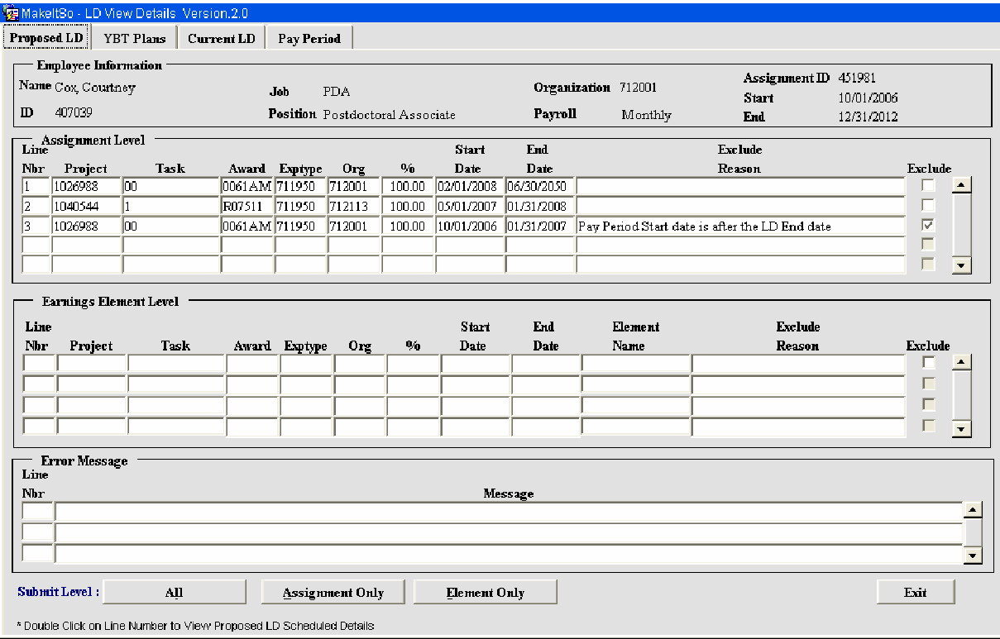 MakeItSo - LD View Details Version.2.0
Proposed LD YBT Plans Current LD Pay Period
Employee Information
Name Cox, Courtney Job PDA Organization 712001 Assignment ID 451981
Start 10/01/2006
ID 407039 Position Postdoctoral Associate Payroll Monthly End 12/31/2012
Assignment Level
Line Start End Exclude
Nbr Project Task Award Exptype Org % Date Date Reason Exclude
1 1026988 00 0061AM 711950 712001 100.00 02/01/2008 06/30/2050
2 1040544 1 R07511 711950 712113 100.00 05/01/2007 01/31/2008
3 1026988 00 0061AM 711950 712001 100.00 10/01/2006 01/31/2007 Pay Period Start date is after the LD End date
Earnings Element Level
Line Start End Element Exclude
Nbr Project Task Award Exptype Org % Date Date Name Reason Exclude
Error Message
Line
Nbr Message
Submit Level : All Assignment Only Element Only Exit
* Double Click on Line Number to View Proposed LD Scheduled Details